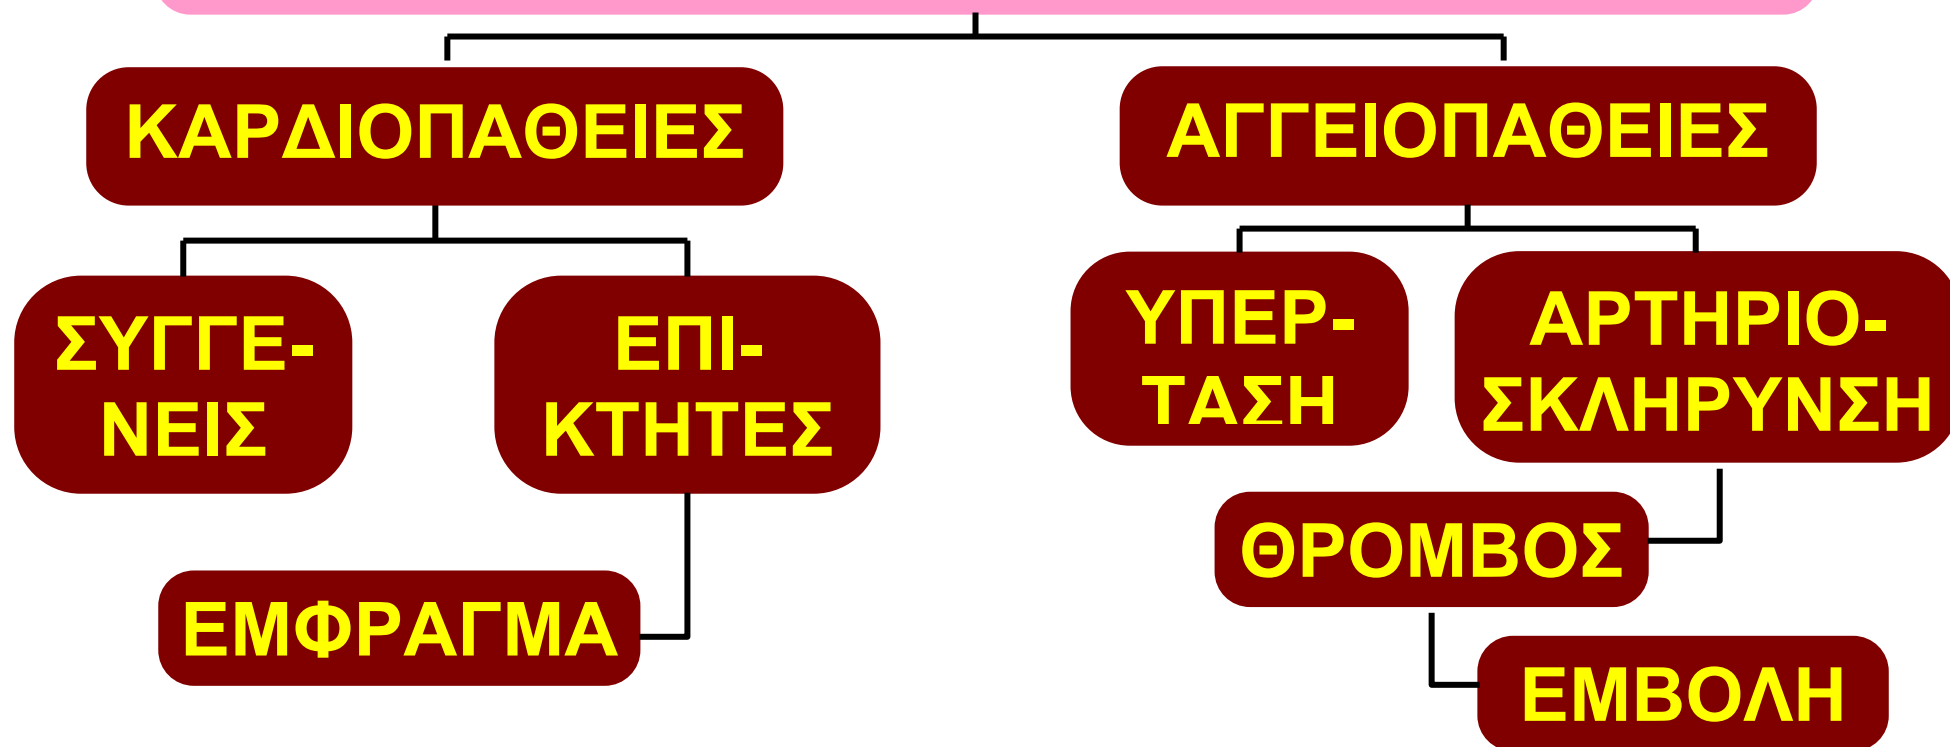 ΚΑΡΔΙΟΠΑΘΕΙΕΣ
ΑΓΓΕΙΟΠΑΘΕΙΕΣ
ΣΥΓΓΕ-
ΝΕΙΣ
ΕΠΙ-
ΚΤΗΤΕΣ
ΥΠΕΡ-
ΤΑΣΗ
ΑΡΤΗΡΙΟ-
ΣΚΛΗΡΥΝΣΗ
ΘΡΟΜΒΟΣ
ΕΜΦΡΑΓΜΑ
ΕΜΒΟΛΗ